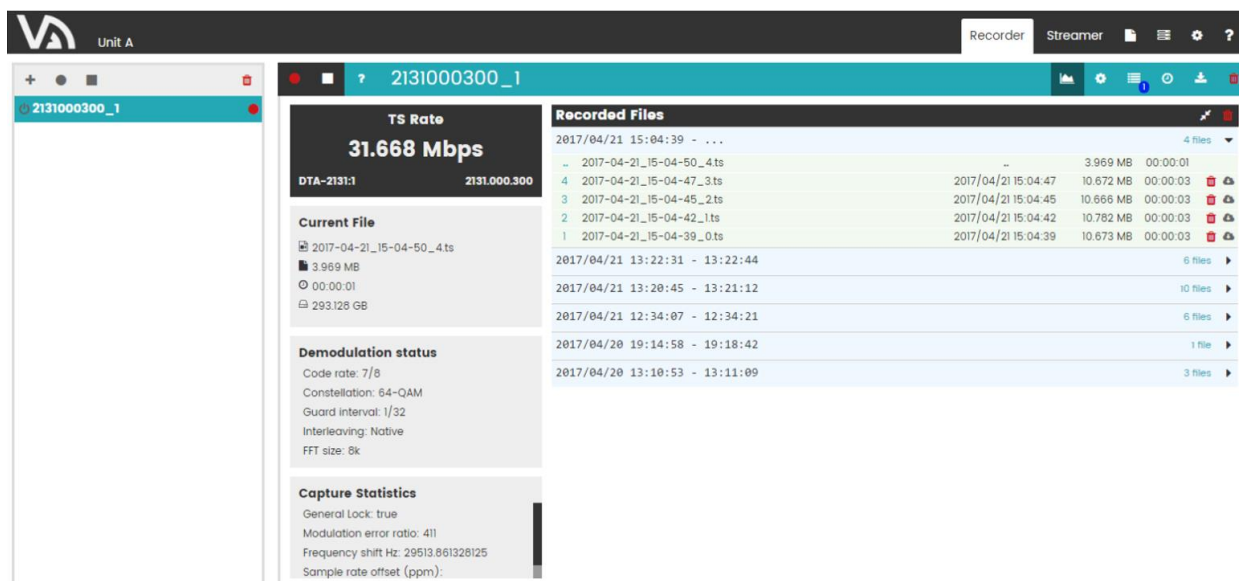 VA Unit A Recorder Streamer ?
2131000300_1
? 2131000300_1 1
TS Rate
31.668 Mbps
DTA-2131:1 2131.000.300
Current File
2017-04-21_15-04-50_4.ts
3.969 MB
00:00:01
293.128 GB
Demodulation status
Code rate: 7/8
Constellation: 64-QAM
Guard interval: 1/32
Interleaving: Native
FFT size: 8k
Capture Statistics
General Lock: true
Modulation error ratio: 411
Frequency shift Hz: 29513.861328125
Sample rate offset (ppm):
Recorded Files
2017/04/21 15:04:39 - ... 4 files
.. 2017-04-21_15-04-50_4.ts .. 3.969 MB 00:00:01
4 2017-04-21_15-04-47_3.ts 2017/04/21 15:04:47 10.672 MB 00:00:03
3 2017-04-21_15-04-45_2.ts 2017/04/21 15:04:45 10.666 MB 00:00:03
2 2017-04-21_15-04-42_1.ts 2017/04/21 15:04:42 10.782 MB 00:00:03
1 2017-04-21_15-04-39_0.ts 2017/04/21 15:04:39 10.673 MB 00:00:03
2017/04/21 13:22:31 - 13:22:44 6 files
2017/04/21 13:20:45 - 13:21:12 10 files
2017/04/21 12:34:07 - 12:34:21 6 files
2017/04/20 19:14:58 - 19:18:42 1 file
2017/04/20 13:10:53 - 13:11:09 3 files